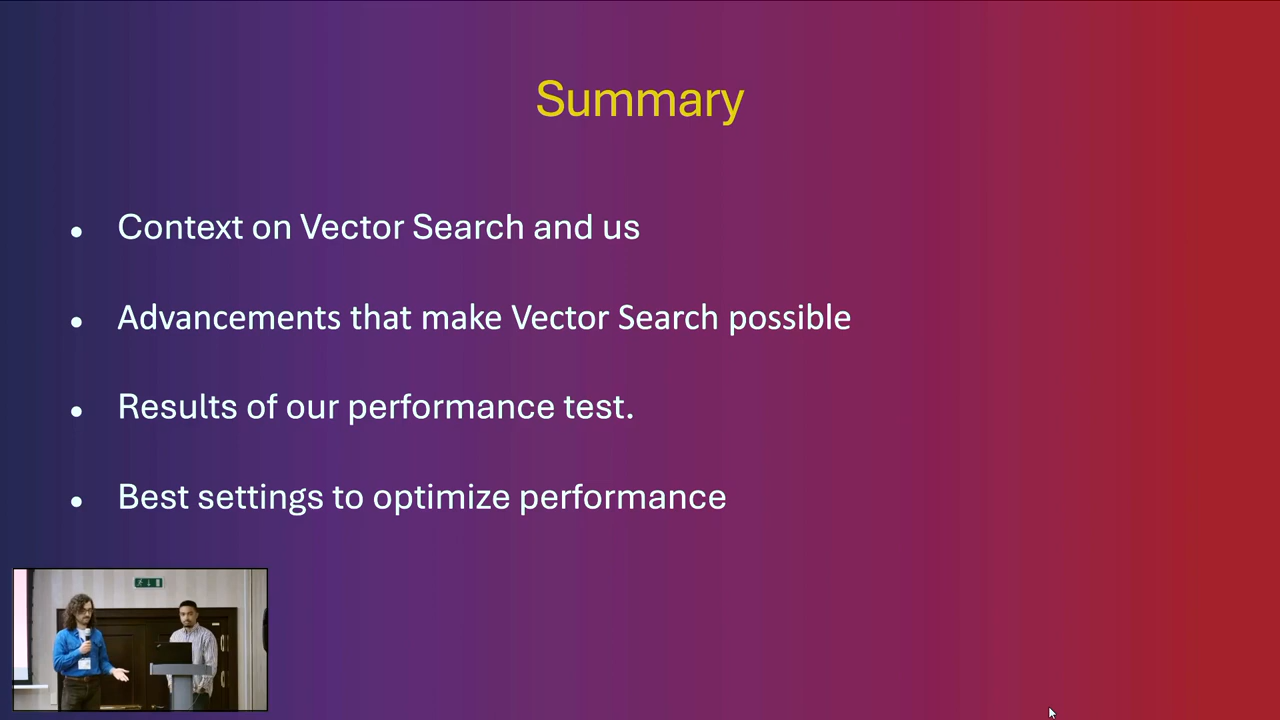 Summary
• Context on Vector Search and us
• Advancements that make Vector Search possible
• Results of our performance test.
• Best settings to optimize performance